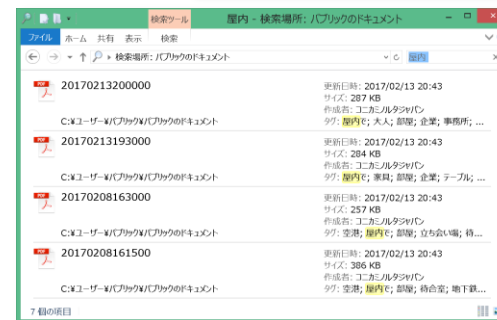 検索ツール 屋内 - 検索場所: パブリックのドキュメント
ファイル ホーム 共有 表示 検索
検索場所: パブリックのドキュメント 屋内
20170213200000
更新日時: 2017/02/13 20:43
サイズ: 287 KB
作成者: コニカミノルタジャパン
C:¥ユーザー¥パブリック¥パブリックのドキュメント
タグ: 屋内で; 大人; 部屋; 企業; 事務所; ...
20170213193000
更新日時: 2017/02/13 20:43
サイズ: 284 KB
作成者: コニカミノルタジャパン
C:¥ユーザー¥パブリック¥パブリックのドキュメント
タグ: 屋内で; 家具; 部屋; 企業; テーブル; ...
20170208163000
更新日時: 2017/02/13 20:43
サイズ: 257 KB
作成者: コニカミノルタジャパン
C:¥ユーザー¥パブリック¥パブリックのドキュメント
タグ: 空港; 屋内で; 部屋; 立ち会い場; 待...
20170208161500
更新日時: 2017/02/13 20:43
サイズ: 386 KB
作成者: コニカミノルタジャパン
C:¥ユーザー¥パブリック¥パブリックのドキュメント
タグ: 空港; 屋内で; 部屋; 待合室; 地下鉄...
7 個の項目